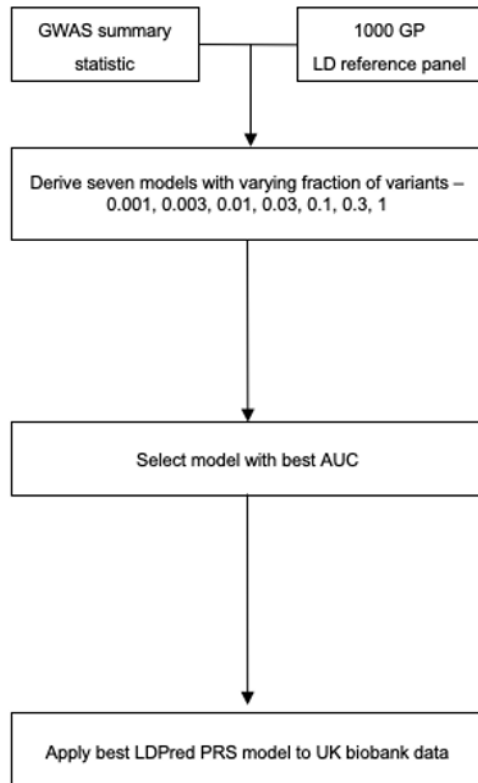 GWAS summary
statistic
1000 GP
LD reference panel
Derive seven models with varying fraction of variants –
0.001, 0.003, 0.01, 0.03, 0.1, 0.3, 1
Select model with best AUC
Apply best LDPred PRS model to UK biobank data